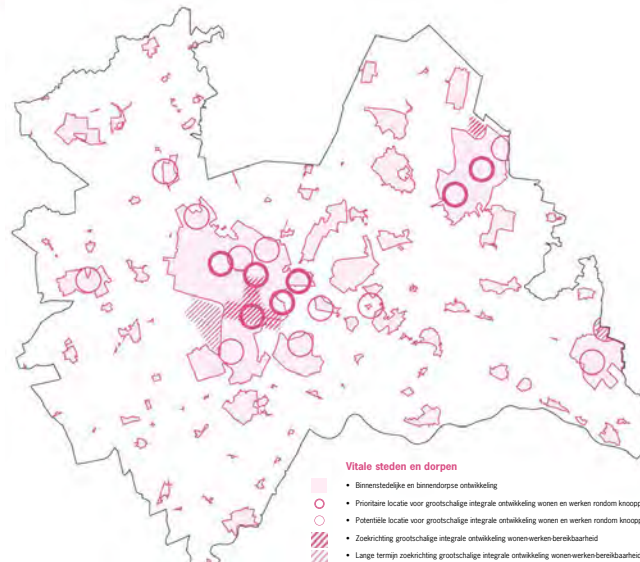 Vitale steden en dorpen
• Binnenstedelijke en binnendorpse ontwikkeling
• Prioritaire locatie voor grootschalige integrale ontwikkeling wonen en werken rondom knoopp
• Potentiële locatie voor grootschalige integrale ontwikkeling wonen en werken rondom knoopp
• Zoekrichting grootschalige integrale ontwikkeling wonen-werken-bereikbaarheid
• Lange termijn zoekrichting grootschalige integrale ontwikkeling wonen-werken-bereikbaarheid